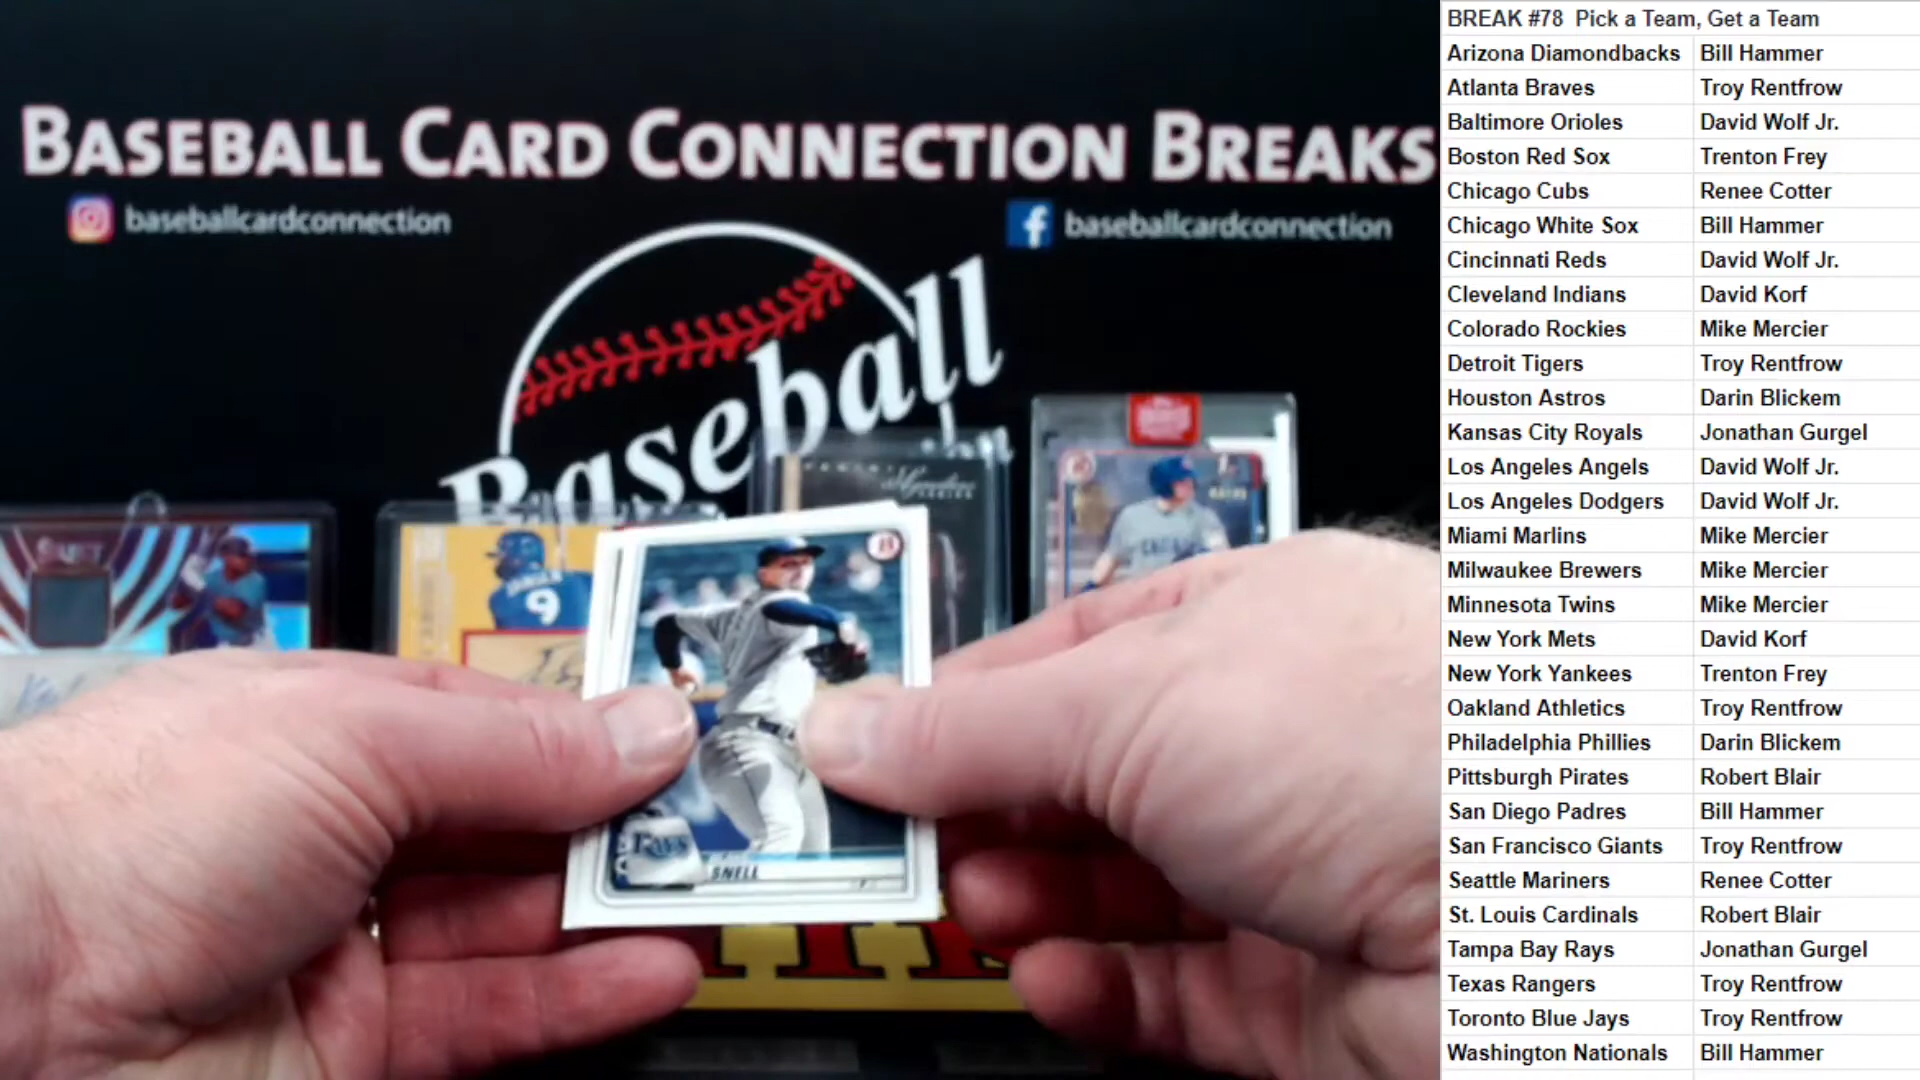 BASEBALL CARD CONNECTION BREAKS
baseballcardconnection
baseballcardconnection
Baseball
SELECT
JANSEN
9
Signature
RAYS
SNELL
BREAK #78 Pick a Team, Get a Team
Arizona Diamondbacks Bill Hammer
Atlanta Braves Troy Rentfrow
Baltimore Orioles David Wolf Jr.
Boston Red Sox Trenton Frey
Chicago Cubs Renee Cotter
Chicago White Sox Bill Hammer
Cincinnati Reds David Wolf Jr.
Cleveland Indians David Korf
Colorado Rockies Mike Mercier
Detroit Tigers Troy Rentfrow
Houston Astros Darin Blickem
Kansas City Royals Jonathan Gurgel
Los Angeles Angels David Wolf Jr.
Los Angeles Dodgers David Wolf Jr.
Miami Marlins Mike Mercier
Milwaukee Brewers Mike Mercier
Minnesota Twins Mike Mercier
New York Mets David Korf
New York Yankees Trenton Frey
Oakland Athletics Troy Rentfrow
Philadelphia Phillies Darin Blickem
Pittsburgh Pirates Robert Blair
San Diego Padres Bill Hammer
San Francisco Giants Troy Rentfrow
Seattle Mariners Renee Cotter
St. Louis Cardinals Robert Blair
Tampa Bay Rays Jonathan Gurgel
Texas Rangers Troy Rentfrow
Toronto Blue Jays Troy Rentfrow
Washington Nationals Bill Hammer